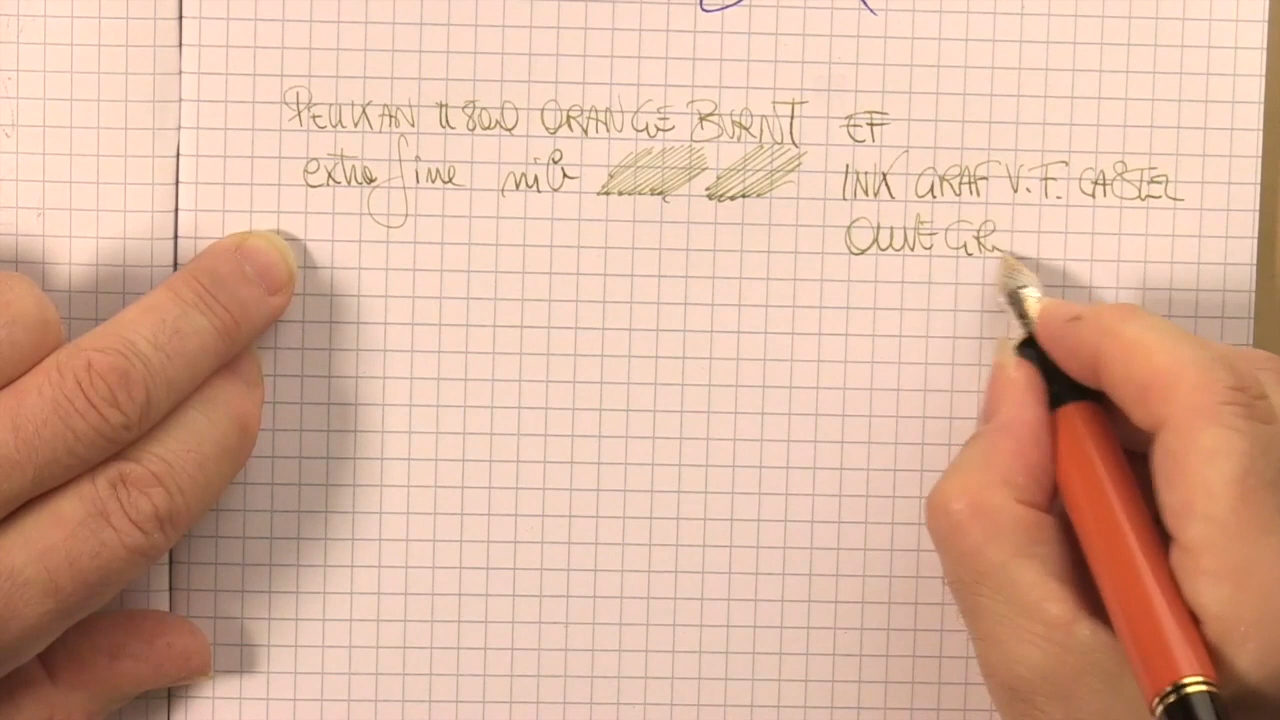 PELIKAN M800 ORANGE BURNT EF
extra fine nib
INK GRAF V. F. CASTEL
OLIVE GR